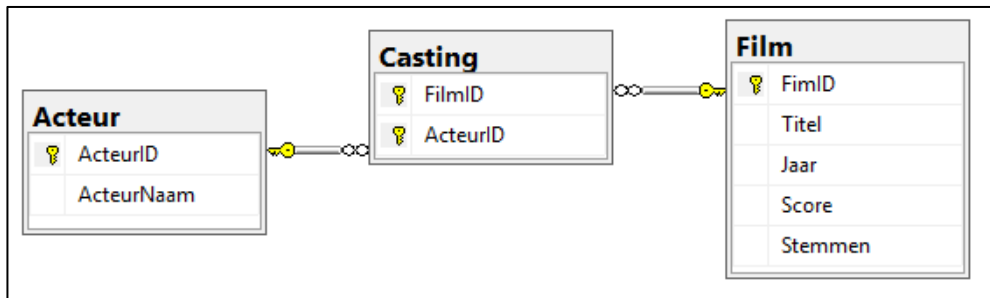 Acteur
ActeurID
ActeurNaam
Casting
FilmID
ActeurID
Film
FimID
Titel
Jaar
Score
Stemmen